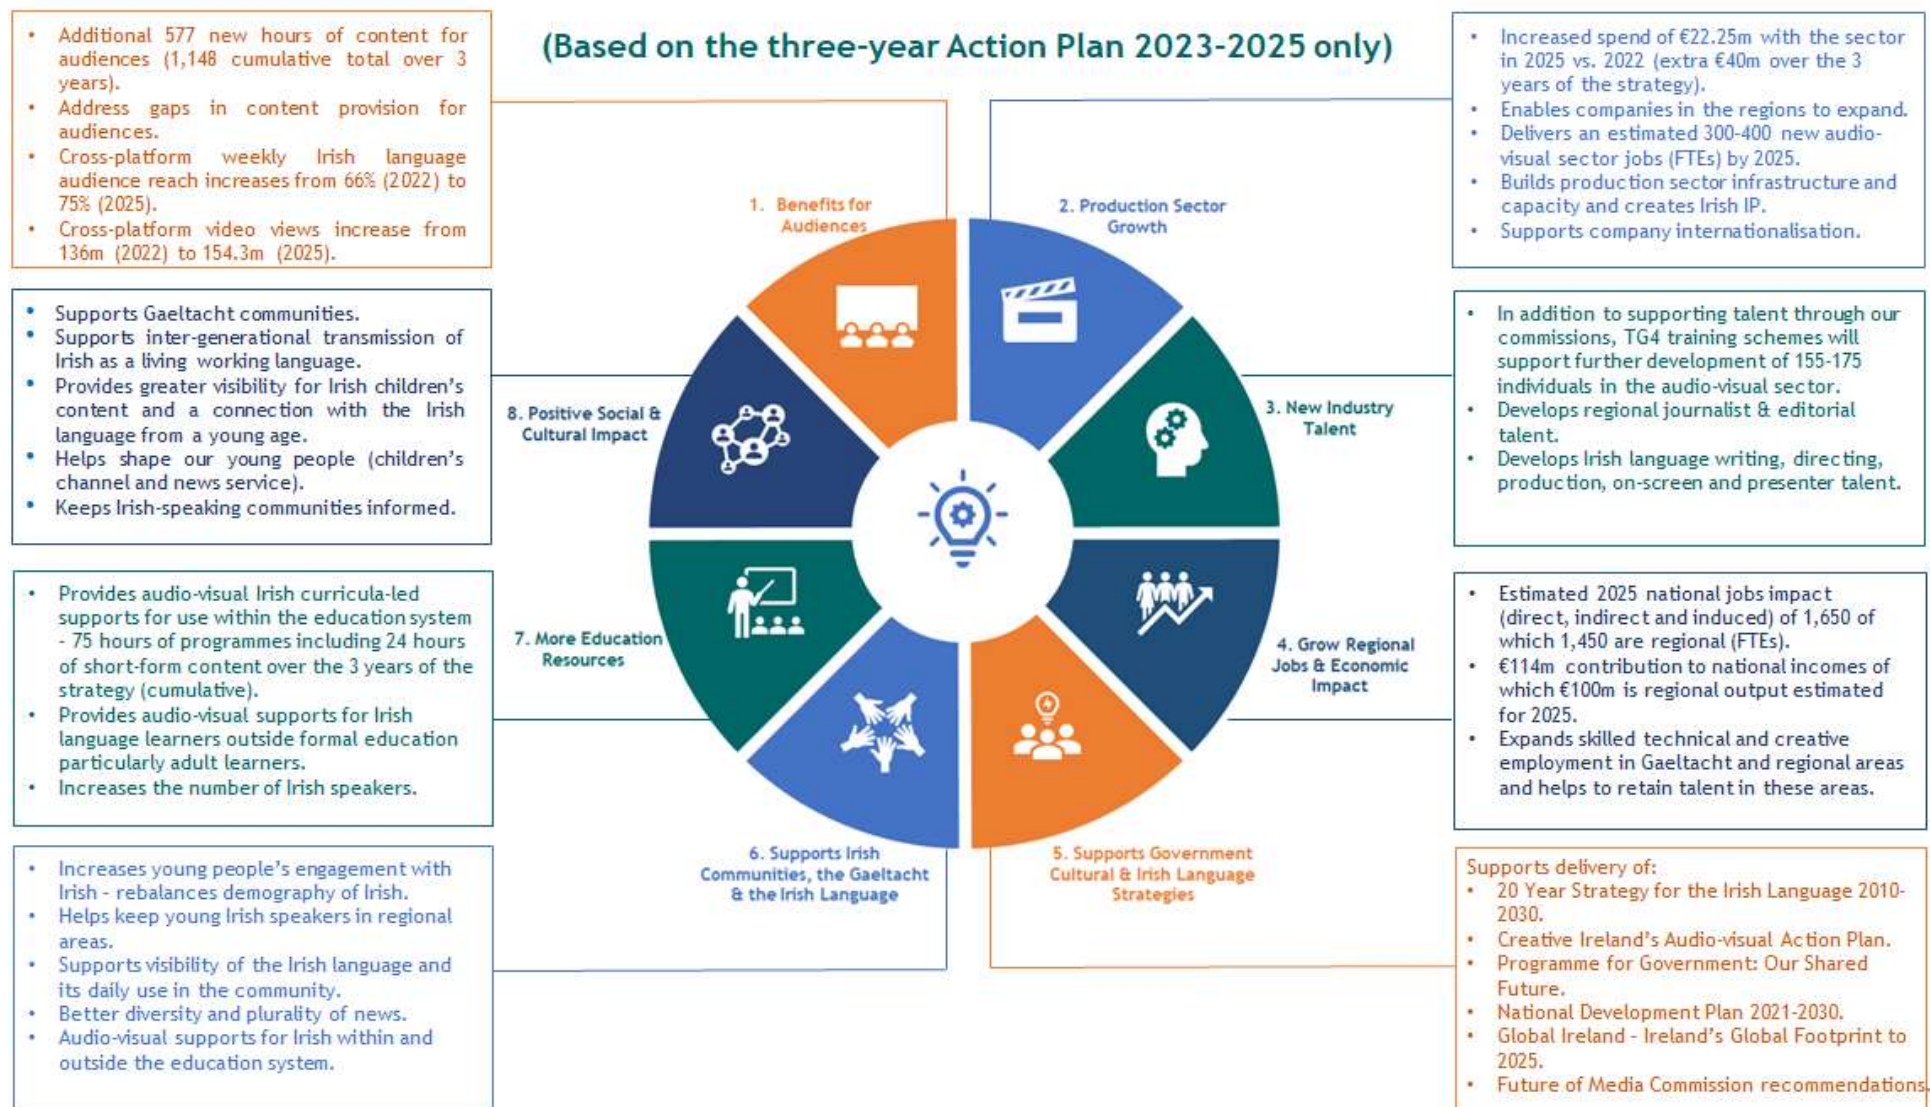 (Based on the three-year Action Plan 2023-2025 only)
• Additional 577 new hours of content for
audiences (1,148 cumulative total over 3
years).
• Address gaps in content provision for
audiences.
• Cross-platform weekly Irish language
audience reach increases from 66% (2022) to
75% (2025).
• Cross-platform video views increase from
136m (2022) to 154.3m (2025).
1. Benefits for
Audiences
• Increased spend of €22.25m with the sector
in 2025 vs. 2022 (extra €40m over the 3
years of the strategy).
• Enables companies in the regions to expand.
• Delivers an estimated 300-400 new audio-
visual sector jobs (FTEs) by 2025.
• Builds production sector infrastructure and
capacity and creates Irish IP.
• Supports company internationalisation.
2. Production Sector
Growth
• In addition to supporting talent through our
commissions, TG4 training schemes will
support further development of 155-175
individuals in the audio-visual sector.
• Develops regional journalist & editorial
talent.
• Develops Irish language writing, directing,
production, on-screen and presenter talent.
3. New Industry
Talent
• Estimated 2025 national jobs impact
(direct, indirect and induced) of 1,650 of
which 1,450 are regional (FTEs).
• €114m contribution to national incomes of
which €100m is regional output estimated
for 2025.
• Expands skilled technical and creative
employment in Gaeltacht and regional areas
and helps to retain talent in these areas.
4. Grow Regional
Jobs & Economic
Impact
Supports delivery of:
• 20 Year Strategy for the Irish Language 2010-
2030.
• Creative Ireland's Audio-visual Action Plan.
• Programme for Government: Our Shared
Future.
• National Development Plan 2021-2030.
• Global Ireland - Ireland's Global Footprint to
2025.
• Future of Media Commission recommendations.
5. Supports Government
Cultural & Irish Language
Strategies
6. Supports Irish
Communities, the Gaeltacht
& the Irish Language
• Increases young people's engagement with
Irish - rebalances demography of Irish.
• Helps keep young Irish speakers in regional
areas.
• Supports visibility of the Irish language and
its daily use in the community.
• Better diversity and plurality of news.
• Audio-visual supports for Irish within and
outside the education system.
7. More Education
Resources
• Provides audio-visual Irish curricula-led
supports for use within the education system
- 75 hours of programmes including 24 hours
of short-form content over the 3 years of the
strategy (cumulative).
• Provides audio-visual supports for Irish
language learners outside formal education
particularly adult learners.
• Increases the number of Irish speakers.
8. Positive Social &
Cultural Impact
• Supports Gaeltacht communities.
• Supports inter-generational transmission of
Irish as a living working language.
• Provides greater visibility for Irish children's
content and a connection with the Irish
language from a young age.
• Helps shape our young people (children's
channel and news service).
• Keeps Irish-speaking communities informed.